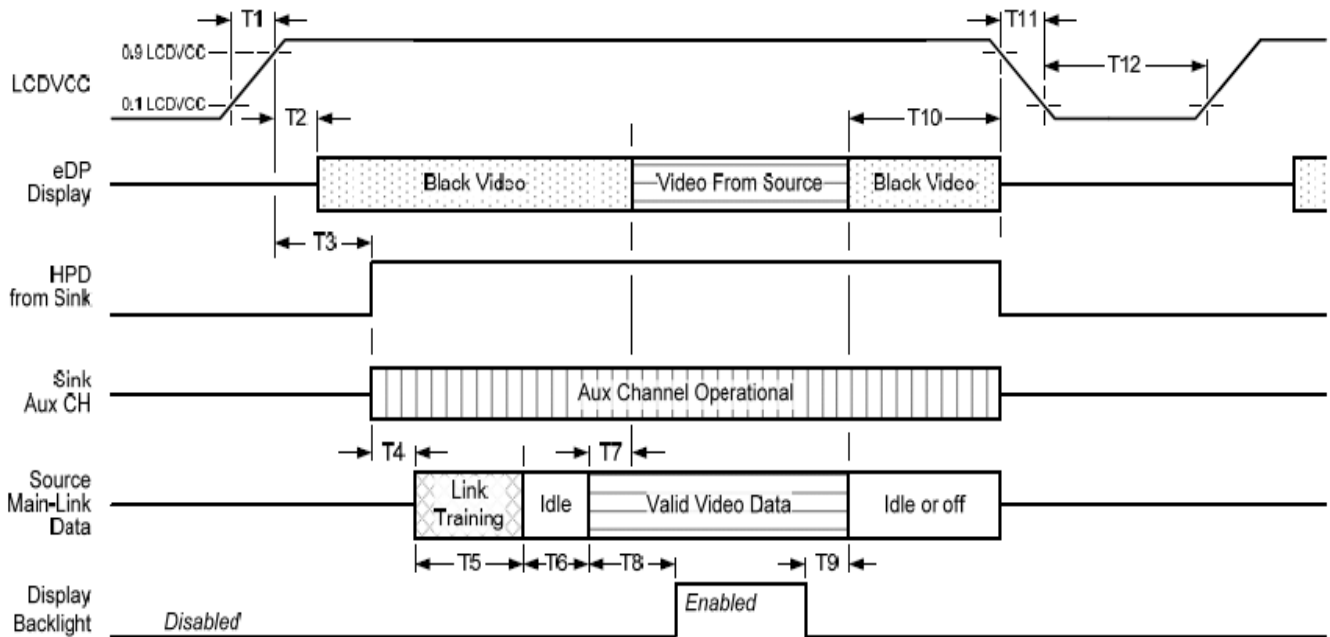 T1
T11
0.9 LCDVCC
T12
LCDVCC
0.1 LCDVCC
T2
T10
eDP
Display
Black Video
Video From Source
Black Video
T3
HPD
from Sink
Sink
Aux CH
Aux Channel Operational
T4
T7
Source
Main-Link
Data
Link
Training
Idle
Valid Video Data
Idle or off
T5
T6
T8
T9
Display
Backlight
Disabled
Enabled